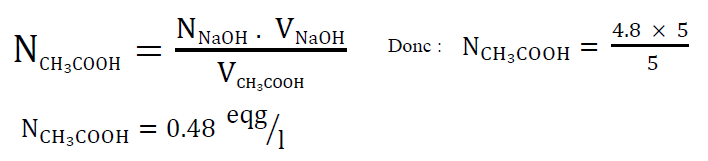 N_CH₃COOH = (N_NaOH . V_NaOH) / V_CH₃COOH Donc : N_CH₃COOH = (4.8 × 5) / 5
N_CH₃COOH = 0.48 eqg/l